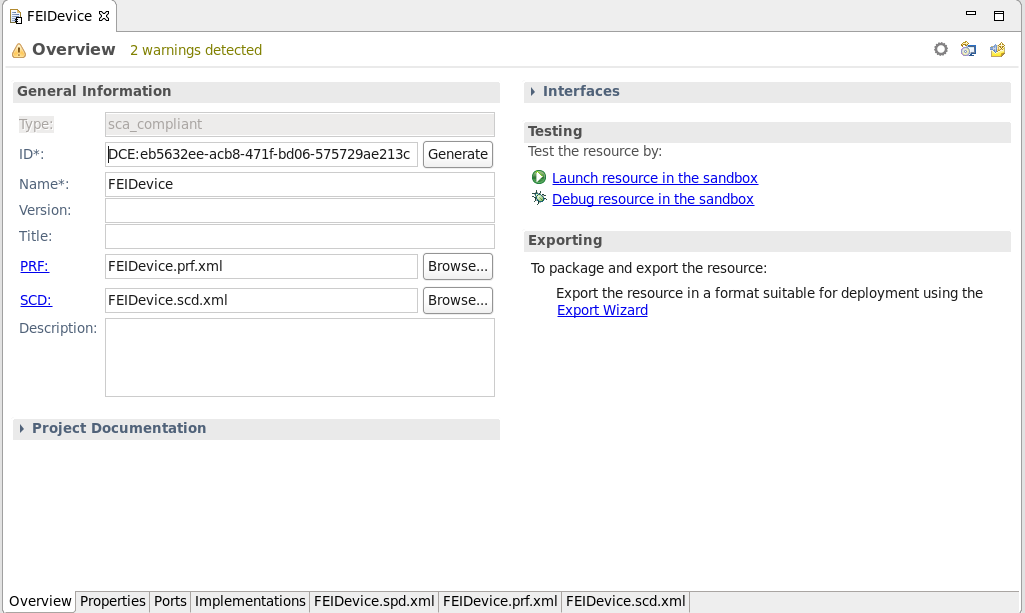 FEIDevice
Overview 2 warnings detected
General Information
Type: sca_compliant
ID*: DCE:eb5632ee-acb8-471f-bd06-575729ae213c Generate
Name*: FEIDevice
Version:
Title:
PRF: FEIDevice.prf.xml Browse...
SCD: FEIDevice.scd.xml Browse...
Description:
Project Documentation
Interfaces
Testing
Test the resource by:
Launch resource in the sandbox
Debug resource in the sandbox
Exporting
To package and export the resource:
Export the resource in a format suitable for deployment using the
Export Wizard
Overview Properties Ports Implementations FEIDevice.spd.xml FEIDevice.prf.xml FEIDevice.scd.xml